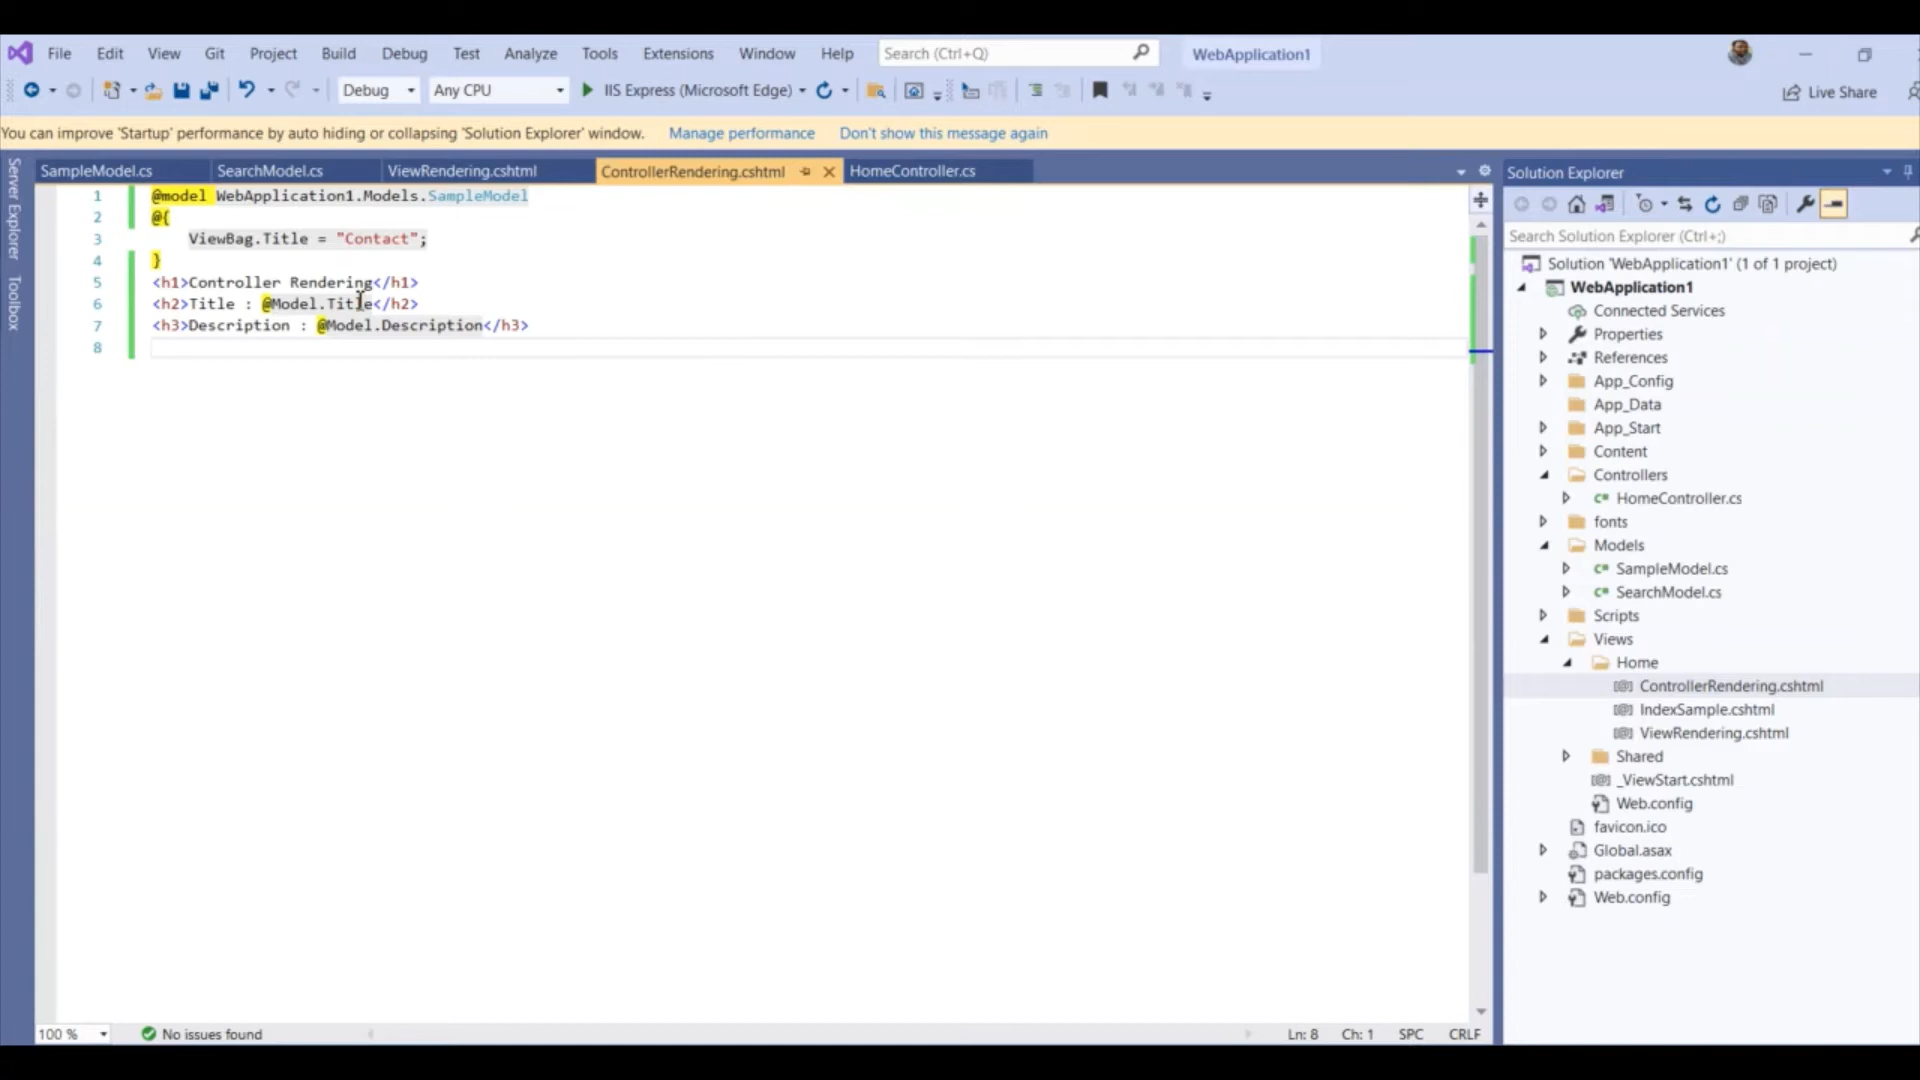 File Edit View Git Project Build Debug Test Analyze Tools Extensions Window Help Search (Ctrl+Q) WebApplication1
Debug Any CPU IIS Express (Microsoft Edge) Live Share
You can improve 'Startup' performance by auto hiding or collapsing 'Solution Explorer' window. Manage performance Don't show this message again
Server Explorer
Toolbox
SampleModel.cs SearchModel.cs ViewRendering.cshtml ControllerRendering.cshtml HomeController.cs
1 @model WebApplication1.Models.SampleModel
2 @{
3 ViewBag.Title = "Contact";
4 }
5 <h1>Controller Rendering</h1>
6 <h2>Title : @Model.Title</h2>
7 <h3>Description : @Model.Description</h3>
8
100 % No issues found Ln: 8 Ch: 1 SPC CRLF
Solution Explorer
Search Solution Explorer (Ctrl+;)
Solution 'WebApplication1' (1 of 1 project)
WebApplication1
Connected Services
Properties
References
App_Config
App_Data
App_Start
Content
Controllers
C# HomeController.cs
fonts
Models
C# SampleModel.cs
C# SearchModel.cs
Scripts
Views
Home
[@] ControllerRendering.cshtml
[@] IndexSample.cshtml
[@] ViewRendering.cshtml
Shared
[@] _ViewStart.cshtml
Web.config
favicon.ico
Global.asax
packages.config
Web.config